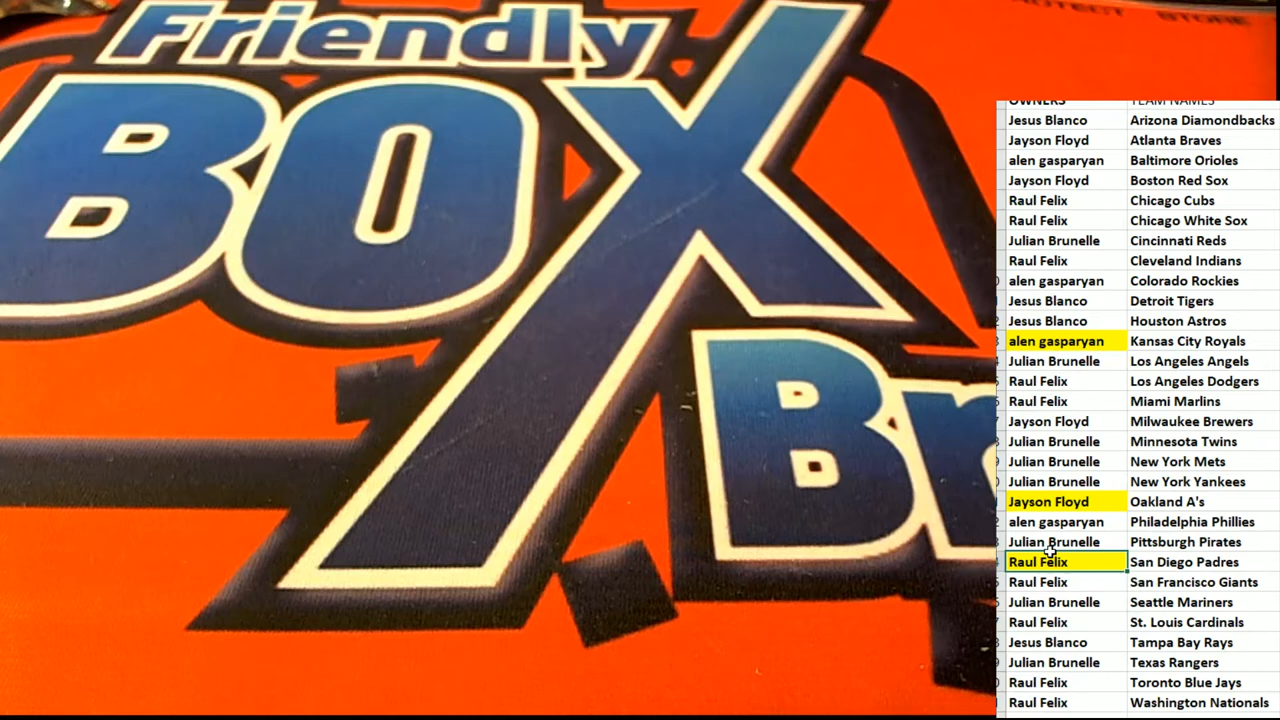 PROTECT STORE
Friendly
BOX
Br
OWNERS TEAM NAMES
Jesus Blanco Arizona Diamondbacks
Jayson Floyd Atlanta Braves
alen gasparyan Baltimore Orioles
Jayson Floyd Boston Red Sox
Raul Felix Chicago Cubs
Raul Felix Chicago White Sox
Julian Brunelle Cincinnati Reds
Raul Felix Cleveland Indians
alen gasparyan Colorado Rockies
Jesus Blanco Detroit Tigers
Jesus Blanco Houston Astros
alen gasparyan Kansas City Royals
Julian Brunelle Los Angeles Angels
Raul Felix Los Angeles Dodgers
Raul Felix Miami Marlins
Jayson Floyd Milwaukee Brewers
Julian Brunelle Minnesota Twins
Julian Brunelle New York Mets
Julian Brunelle New York Yankees
Jayson Floyd Oakland A's
alen gasparyan Philadelphia Phillies
Julian Brunelle Pittsburgh Pirates
Raul Felix San Diego Padres
Raul Felix San Francisco Giants
Julian Brunelle Seattle Mariners
Raul Felix St. Louis Cardinals
Jesus Blanco Tampa Bay Rays
Julian Brunelle Texas Rangers
Raul Felix Toronto Blue Jays
Raul Felix Washington Nationals